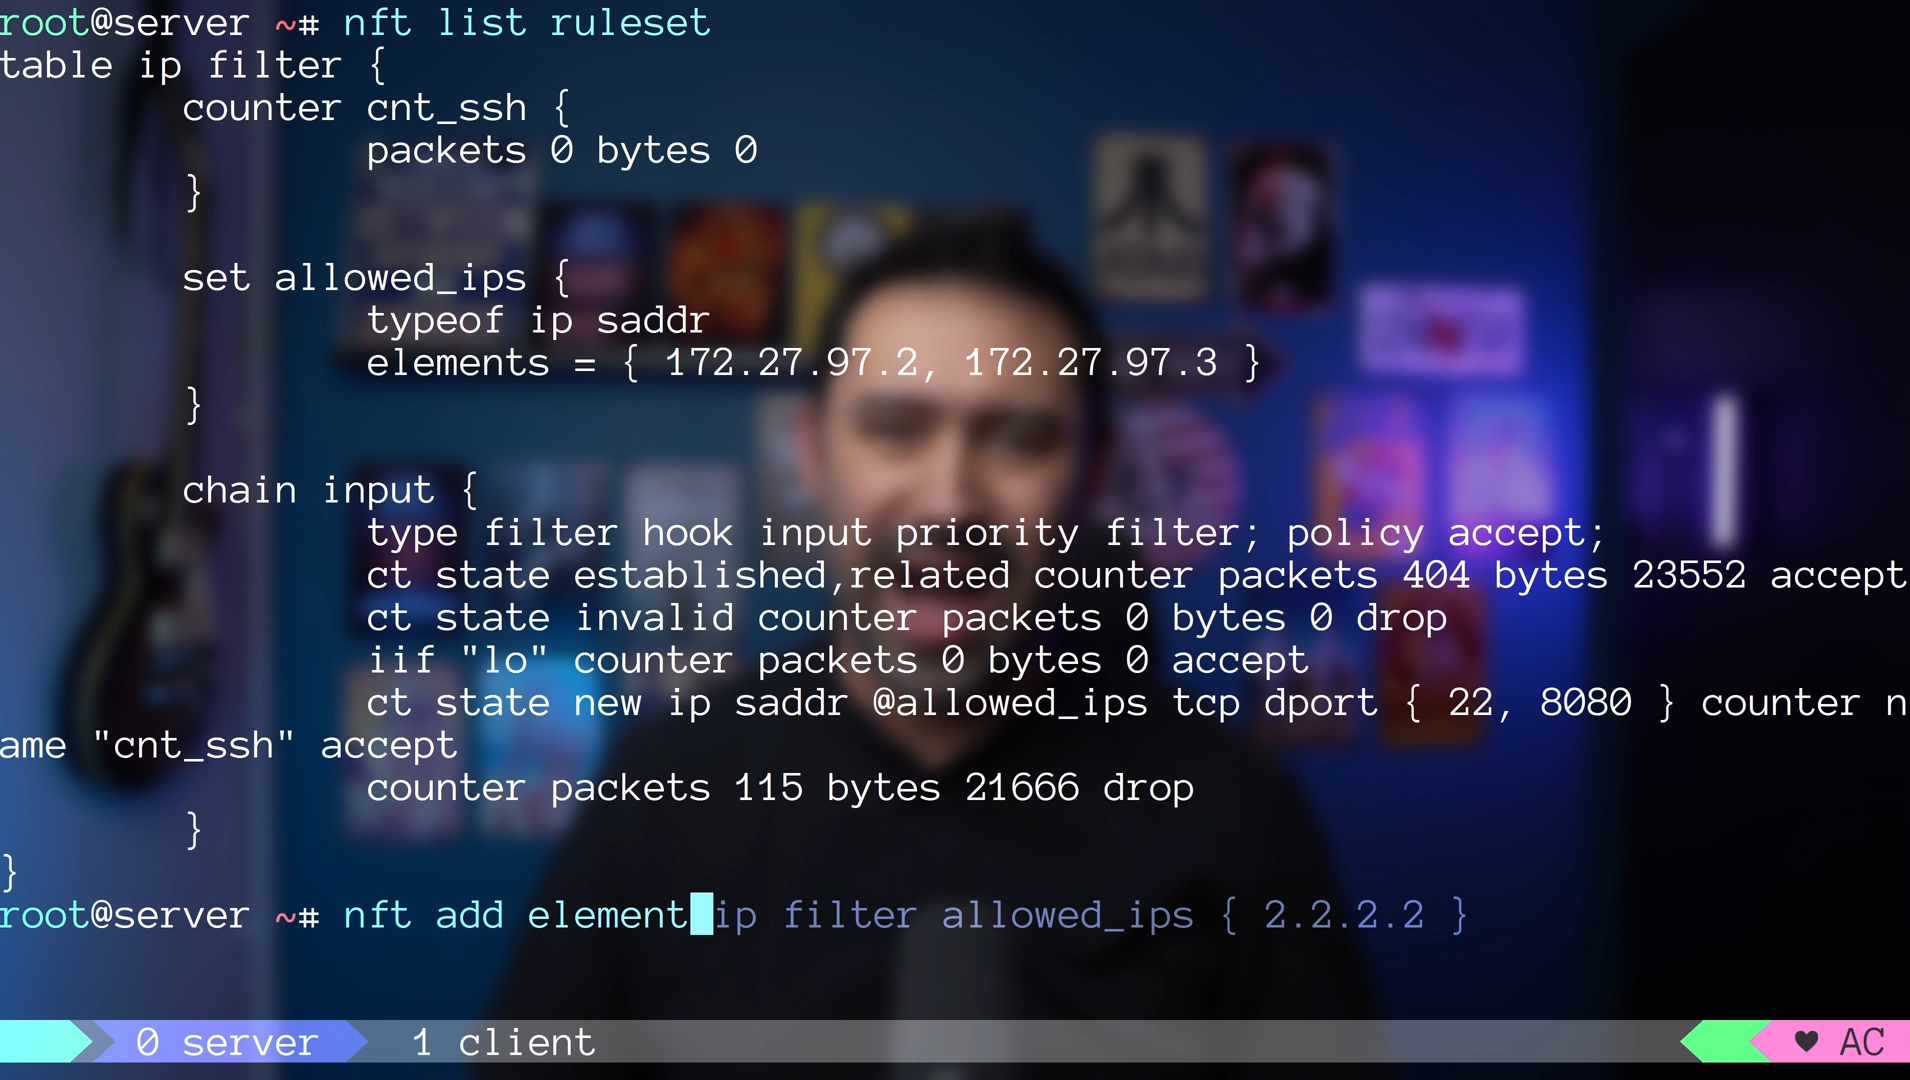 root@server ~# nft list ruleset
table ip filter {
        counter cnt_ssh {
                packets 0 bytes 0
        }

        set allowed_ips {
                typeof ip saddr
                elements = { 172.27.97.2, 172.27.97.3 }
        }

        chain input {
                type filter hook input priority filter; policy accept;
                ct state established,related counter packets 404 bytes 23552 accept
                ct state invalid counter packets 0 bytes 0 drop
                iif "lo" counter packets 0 bytes 0 accept
                ct state new ip saddr @allowed_ips tcp dport { 22, 8080 } counter n
ame "cnt_ssh" accept
                counter packets 115 bytes 21666 drop
        }
}
root@server ~# nft add element ip filter allowed_ips { 2.2.2.2 }
0 server 1 client ♥ AC